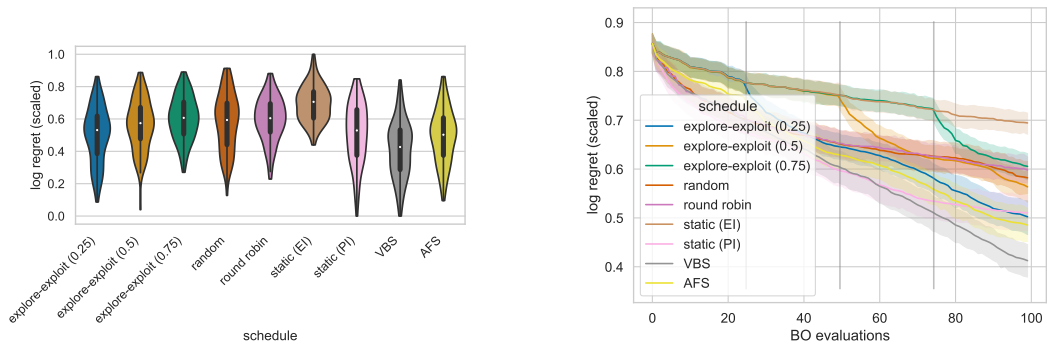 log regret (scaled)
1.0
0.8
0.6
0.4
0.2
0.0
explore-exploit (0.25)
explore-exploit (0.5)
explore-exploit (0.75)
random
round robin
static (EI)
static (PI)
VBS
AFS
schedule
log regret (scaled)
0.9
0.8
0.7
0.6
0.5
0.4
schedule
explore-exploit (0.25)
explore-exploit (0.5)
explore-exploit (0.75)
random
round robin
static (EI)
static (PI)
VBS
AFS
0 20 40 60 80 100
BO evaluations